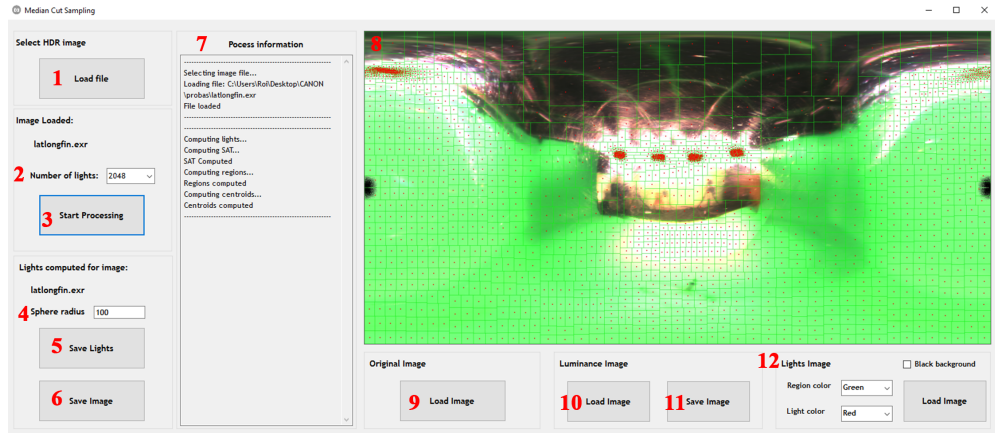 Median Cut Sampling
Select HDR image
1 Load file
Image Loaded:
latlongfin.exr
2 Number of lights: 2048
3 Start Processing
Lights computed for image:
latlongfin.exr
4 Sphere radius 100
5 Save Lights
6 Save Image
7 Pocess information
Selecting image file...
Loading file: C:\Users\Roi\Desktop\CANON
\probas\latlongfin.exr
File loaded
Computing lights...
Computing SAT...
SAT Computed
Computing regions...
Regions computed
Computing centroids...
Centroids computed
8
Original Image
9 Load Image
Luminance Image
10 Load Image
11 Save Image
12 Lights Image
Black background
Region color Green
Light color Red
Load Image